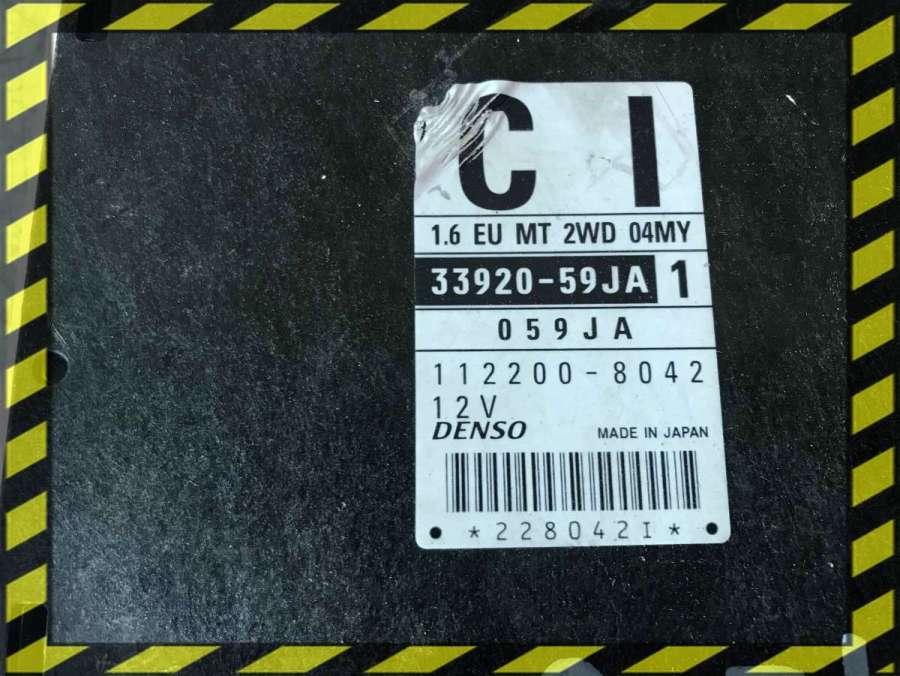 C I
1.6 EU MT 2WD 04MY
33920-59JA 1
059JA
112200-8042
12V
DENSO MADE IN JAPAN
*228042I*